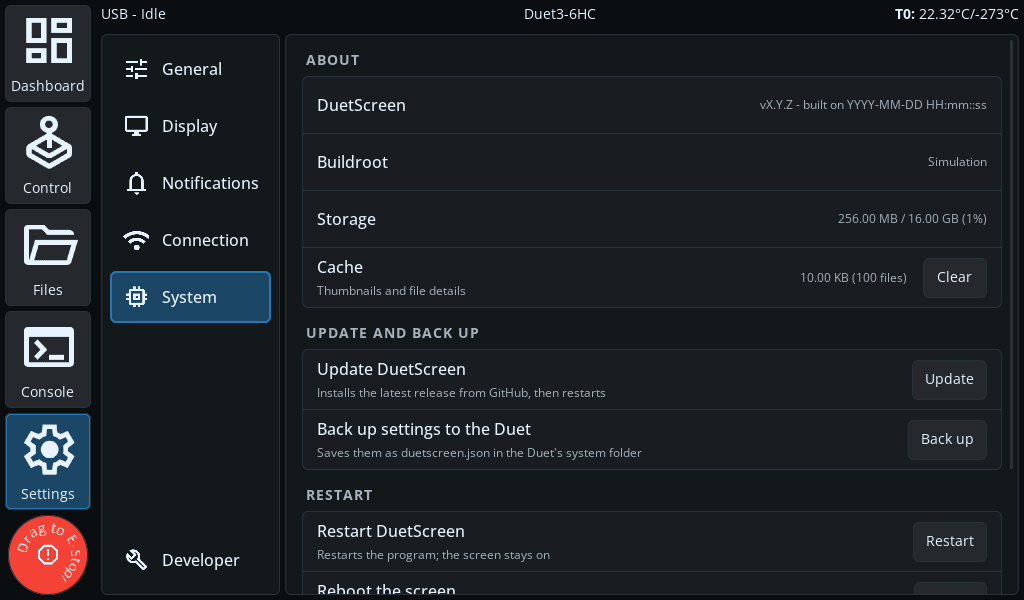 USB - Idle
Duet3-6HC
T0: 22.32°C/-273°C
Dashboard
Control
Files
Console
Settings
Drag to E-Stop!
General
Display
Notifications
Connection
System
Developer
ABOUT
DuetScreen
vX.Y.Z - built on YYYY-MM-DD HH:mm::ss
Buildroot
Simulation
Storage
256.00 MB / 16.00 GB (1%)
Cache
Thumbnails and file details
10.00 KB (100 files)
Clear
UPDATE AND BACK UP
Update DuetScreen
Installs the latest release from GitHub, then restarts
Update
Back up settings to the Duet
Saves them as duetscreen.json in the Duet's system folder
Back up
RESTART
Restart DuetScreen
Restarts the program; the screen stays on
Restart
Reboot the screen